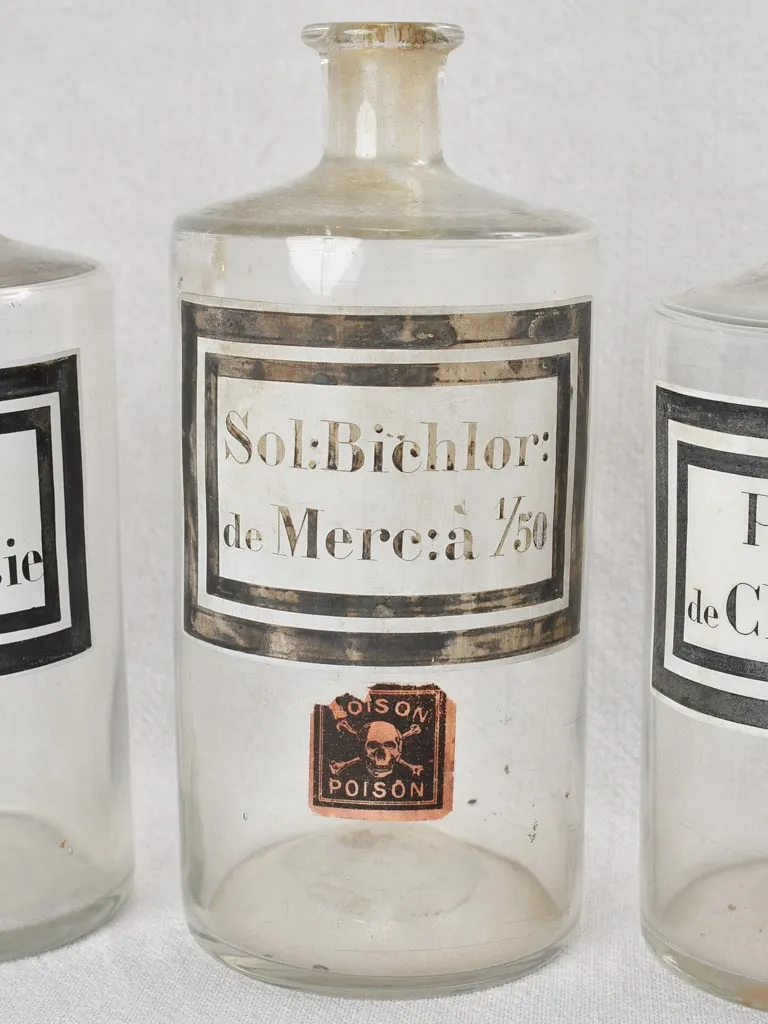 Sol:Bichlor:
de Merc:à 1/50
POISON
POISON
de